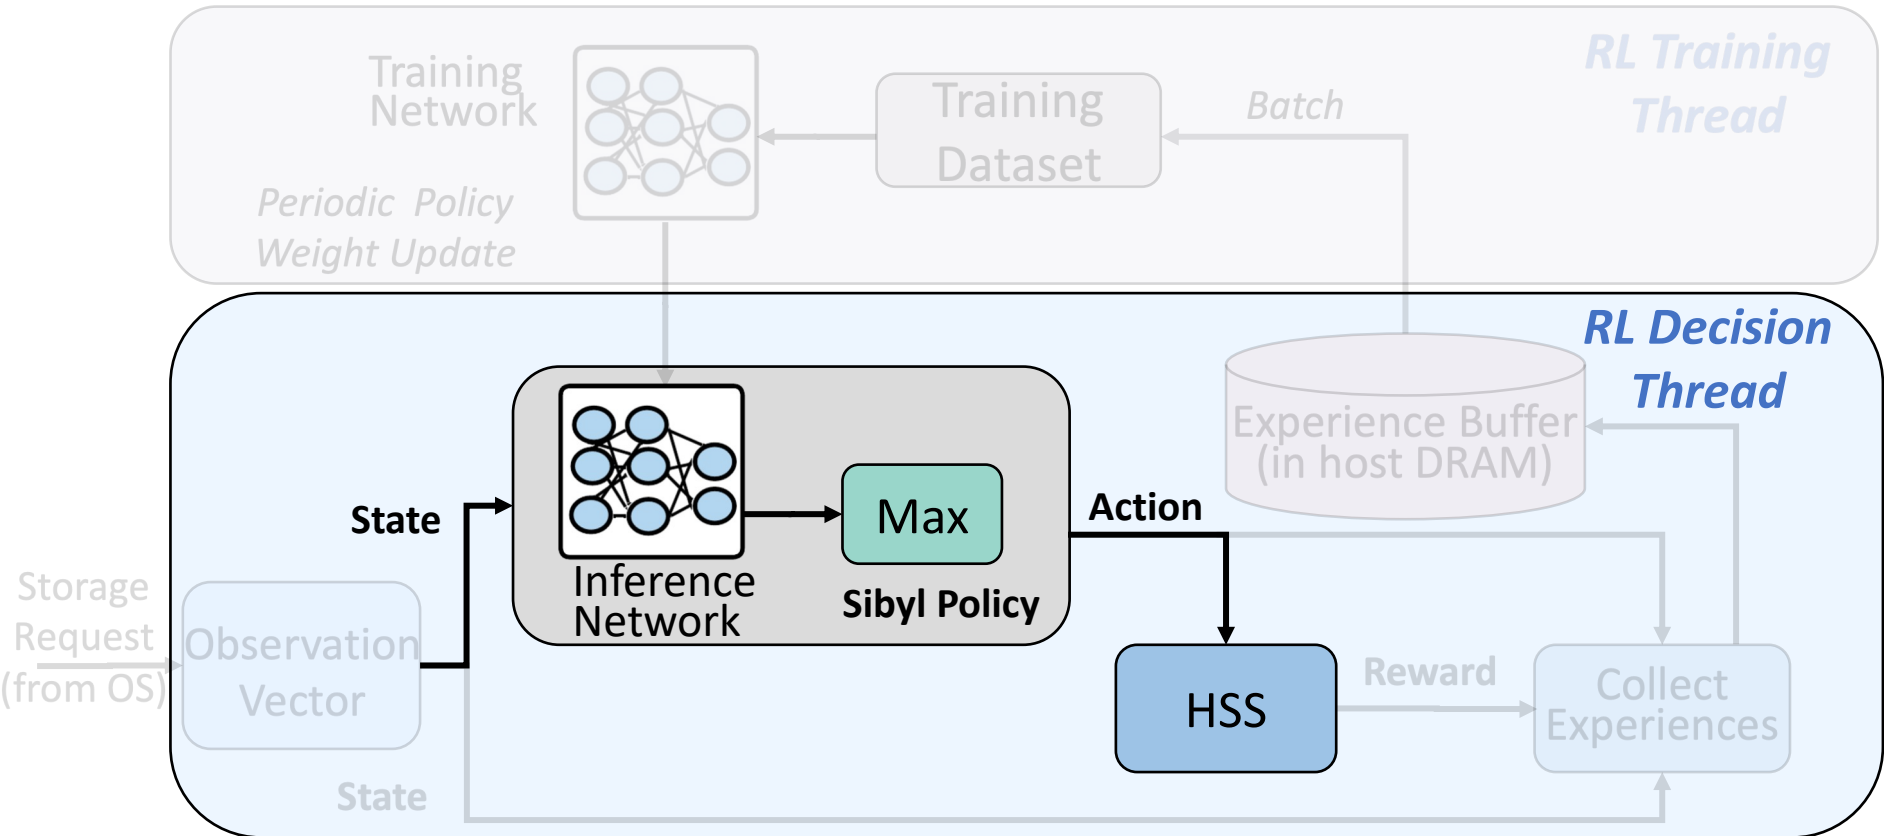 RL Training
Thread
Training
Network
Training
Dataset
Batch
Periodic Policy
Weight Update
RL Decision
Thread
Experience Buffer
(in host DRAM)
State
Max
Action
Inference
Network
Sibyl Policy
Storage
Request
(from OS)
Observation
Vector
HSS
Reward
Collect
Experiences
State